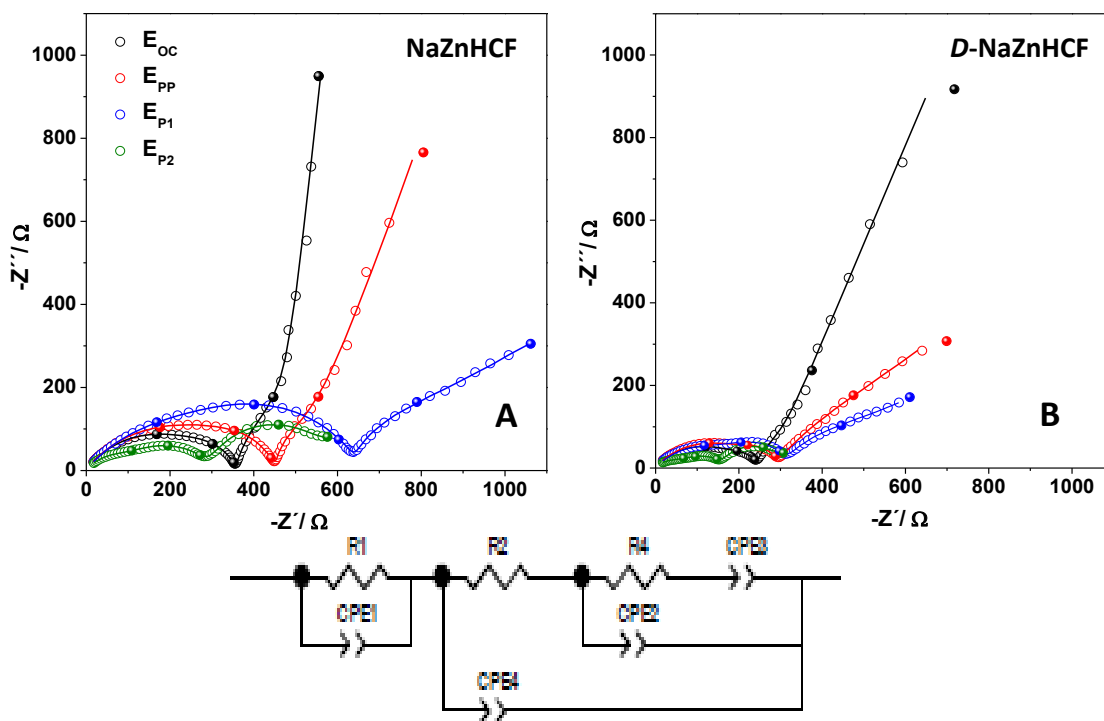 NaZnHCF
E_OC
E_PP
E_P1
E_P2
A
1000
800
600
400
200
0
-Z´´/ Ω
0 200 400 600 800 1000
-Z´/ Ω
D-NaZnHCF
B
1000
800
600
400
200
0
-Z´´/ Ω
0 200 400 600 800 1000
-Z´/ Ω
R1 R2 R4 CPE3
CPE1 CPE2
CPE4